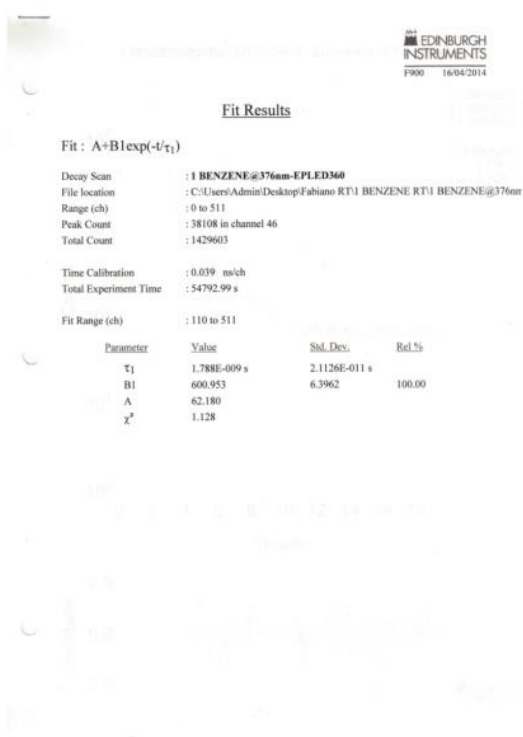 EDINBURGH
INSTRUMENTS
F900 16/04/2014
Fit Results
Fit : A+B1exp(-t/τ1)
Decay Scan : 1 BENZENE@376nm-EPLED360
File location : C:\Users\Admin\Desktop\Fabiano RT\1 BENZENE RT\1 BENZENE@376nm
Range (ch) : 0 to 511
Peak Count : 38108 in channel 46
Total Count : 1429603
Time Calibration : 0.039 ns/ch
Total Experiment Time : 54792.99 s
Fit Range (ch) : 110 to 511
Parameter Value Std. Dev. Rel %
τ1 1.788E-009 s 2.1126E-011 s
B1 600.953 6.3962 100.00
A 62.180
χ² 1.128